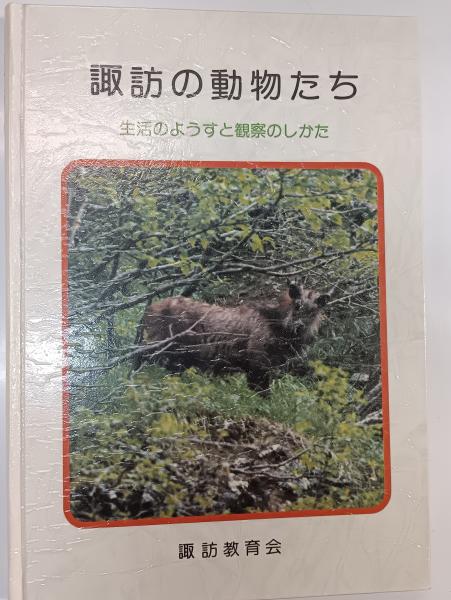 諏訪の動物たち
生活のようすと観察のしかた
諏訪教育会